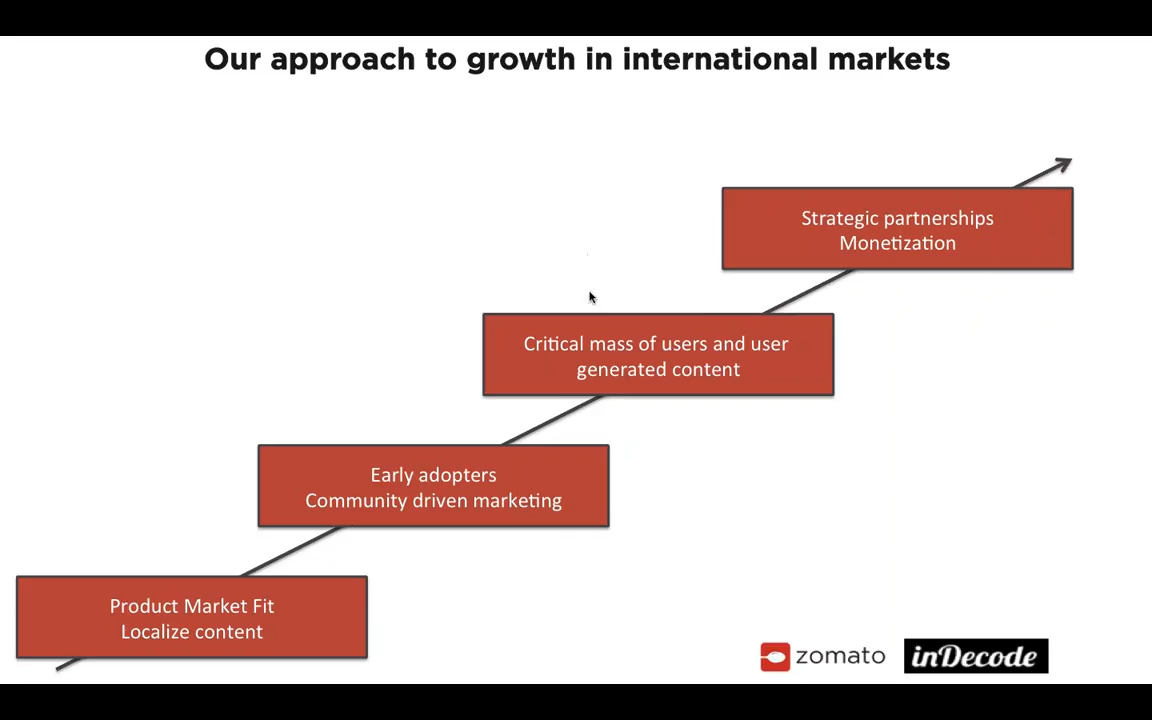 Our approach to growth in international markets
Strategic partnerships
Monetization
Critical mass of users and user
generated content
Early adopters
Community driven marketing
Product Market Fit
Localize content
zomato
inDecode